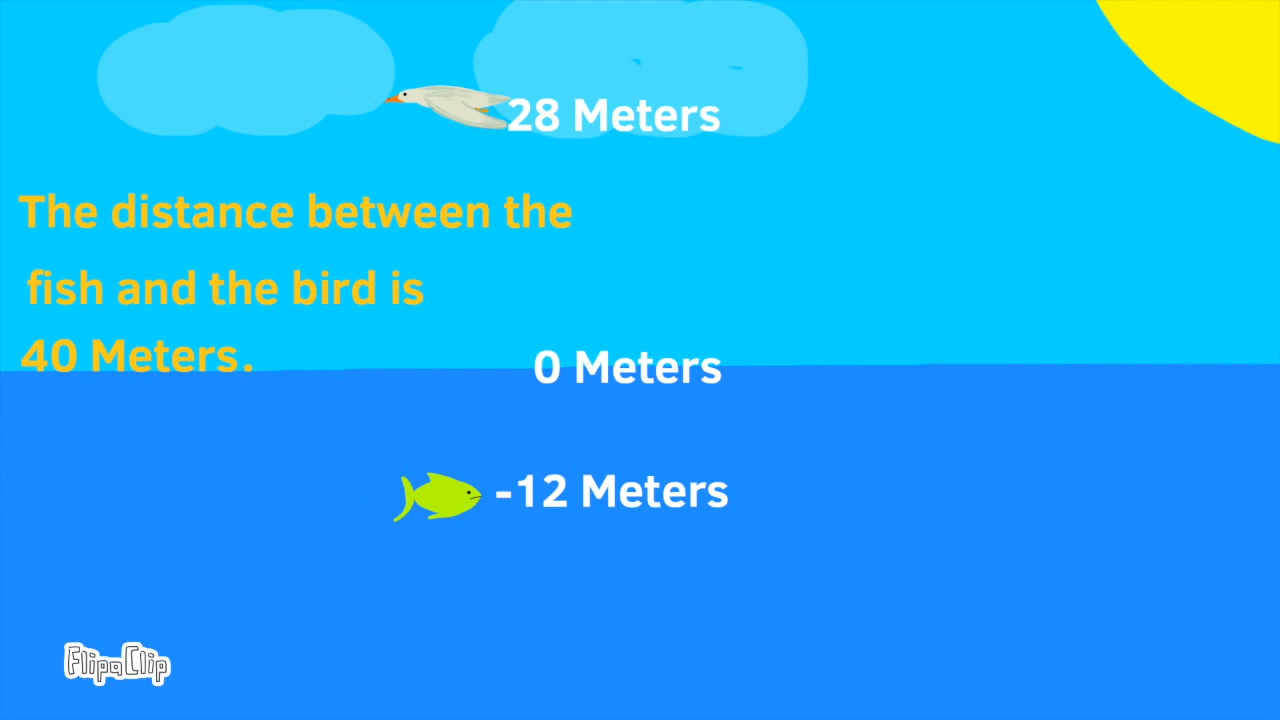 28 Meters
The distance between the
fish and the bird is
40 Meters.
0 Meters
-12 Meters
FlipaClip